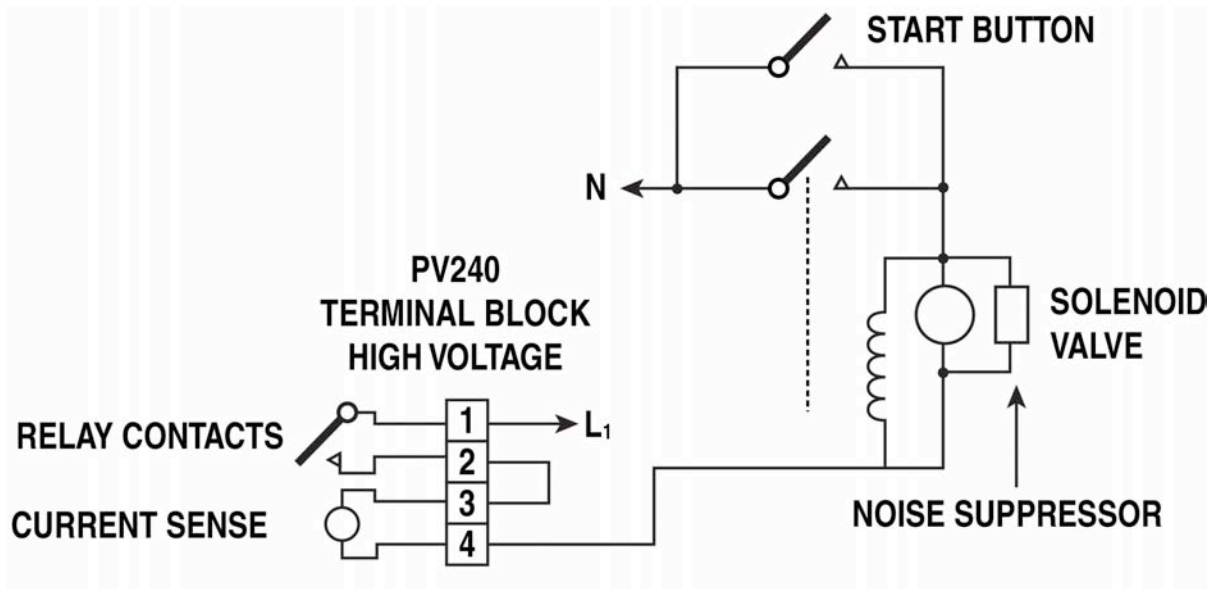 START BUTTON
N
PV240
TERMINAL BLOCK
HIGH VOLTAGE
SOLENOID
VALVE
RELAY CONTACTS
1
L₁
2
3
CURRENT SENSE
4
NOISE SUPPRESSOR